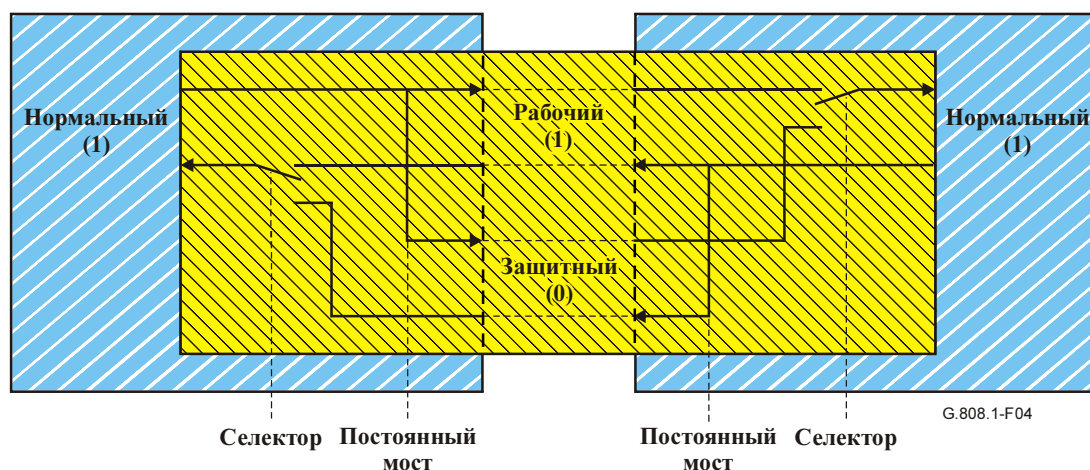 Нормальный
(1)
Рабочий
(1)
Нормальный
(1)
Защитный
(0)
G.808.1-F04
Селектор
Постоянный
мост
Постоянный
мост
Селектор